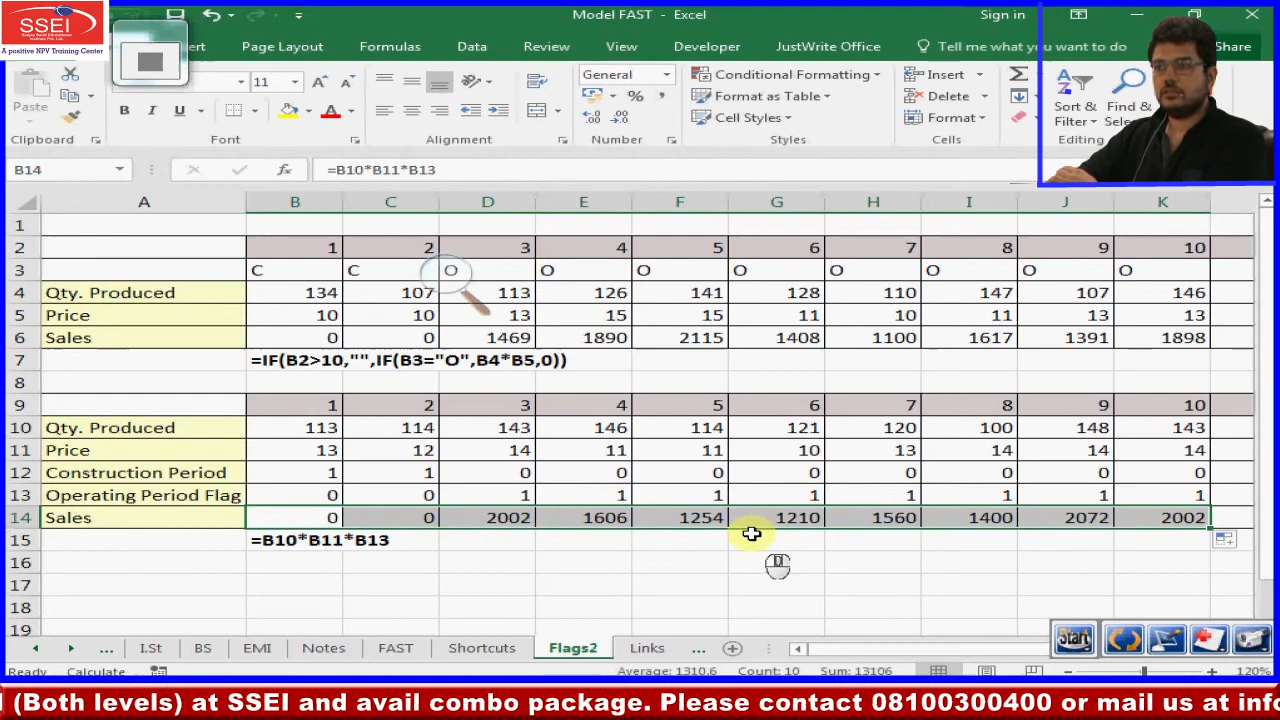 SSEI
A positive NPV Training Center
Model FAST - Excel
Sign in
ert Page Layout Formulas Data Review View Developer JustWrite Office Tell me what you want to do Share
Paste
Clipboard
11
B I U A
Font
Alignment
General
%
Number
Conditional Formatting
Format as Table
Cell Styles
Styles
Insert
Delete
Format
Cells
Sort & Filter
Find &
Editing
B14 fx =B10*B11*B13
A B C D E F G H I J K
1
2 1 2 3 4 5 6 7 8 9 10
3 C C O O O O O O O O
4 Qty. Produced 134 107 113 126 141 128 110 147 107 146
5 Price 10 10 13 15 15 11 10 11 13 13
6 Sales 0 0 1469 1890 2115 1408 1100 1617 1391 1898
7 =IF(B2>10,"",IF(B3="O",B4*B5,0))
8
9 1 2 3 4 5 6 7 8 9 10
10 Qty. Produced 113 114 143 146 114 121 120 100 148 143
11 Price 13 12 14 11 11 10 13 14 14 14
12 Construction Period 1 1 0 0 0 0 0 0 0 0
13 Operating Period Flag 0 0 1 1 1 1 1 1 1 1
14 Sales 0 0 2002 1606 1254 1210 1560 1400 2072 2002
15 =B10*B11*B13
16
17
18
19
... I.St BS EMI Notes FAST Shortcuts Flags2 Links ...
Start
Ready Calculate Average: 1310.6 Count: 10 Sum: 13106 120%
(Both levels) at SSEI and avail combo package. Please contact 08100300400 or mail us at info